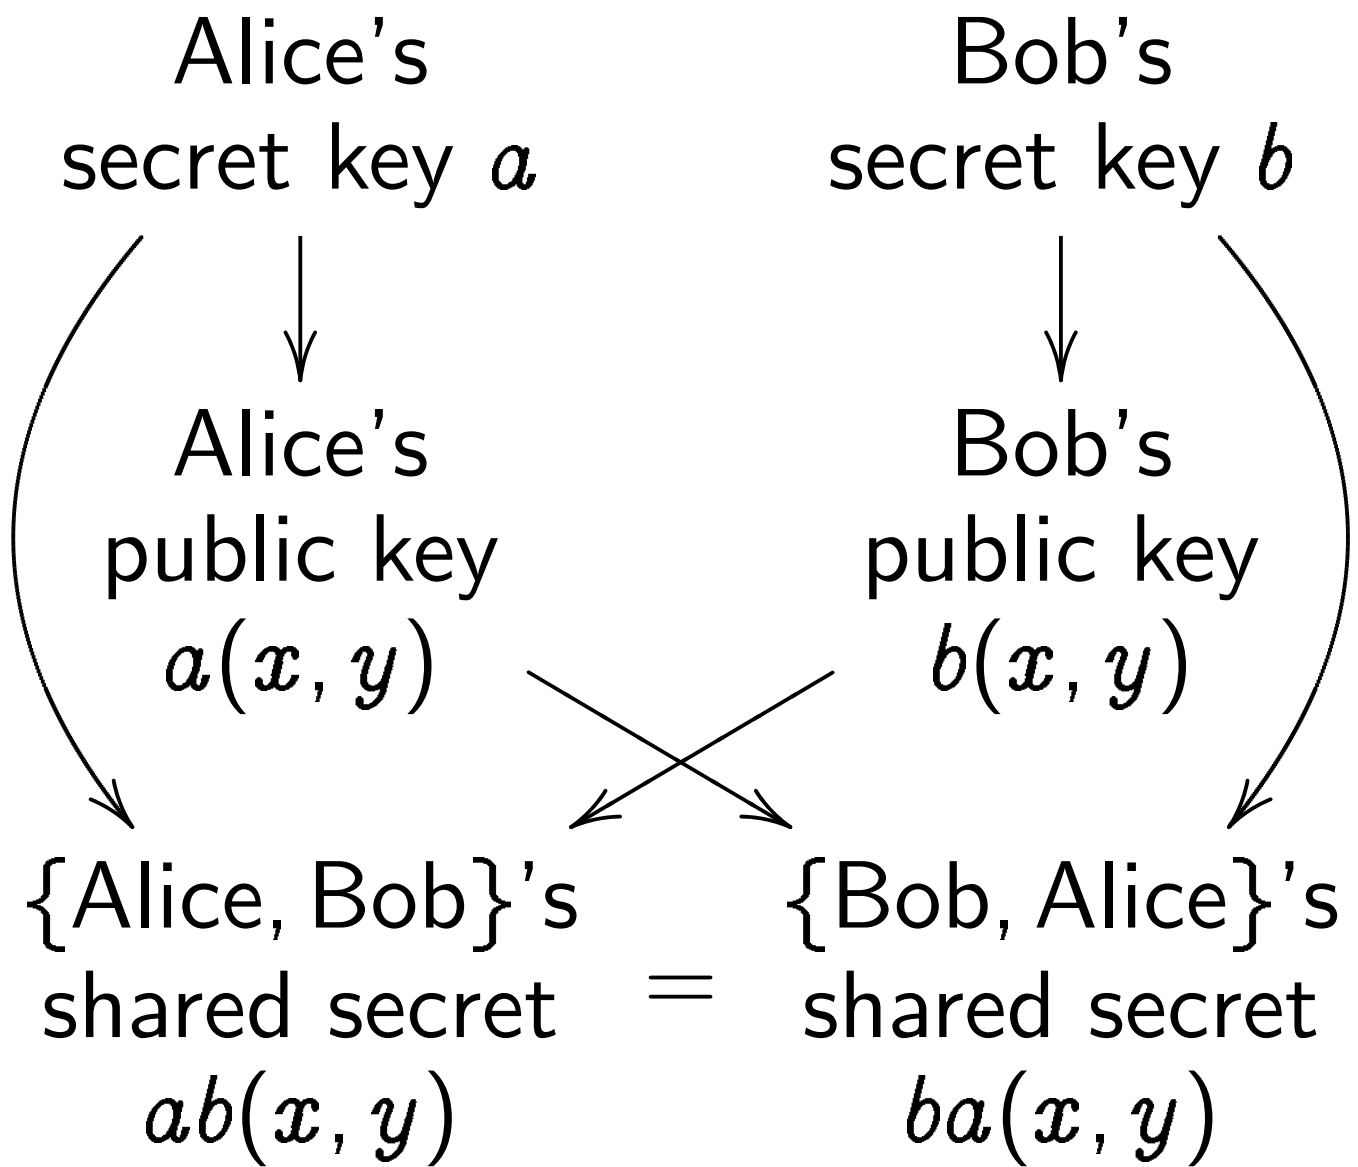 Alice's
secret key a
Bob's
secret key b
Alice's
public key
a(x, y)
Bob's
public key
b(x, y)
{Alice, Bob}'s
shared secret
ab(x, y)
=
{Bob, Alice}'s
shared secret
ba(x, y)